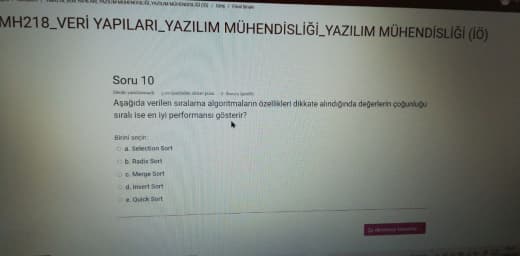 MH218_VERİ YAPILARI_YAZILIM MÜHENDİSLİĞİ_YAZILIM MÜHENDİSLİĞİ (İÖ)
Soru 10
Aşağıda verilen sıralama algoritmaların özellikleri dikkate alındığında değerlerin çoğunluğu
sıralı ise en iyi performansı gösterir?
Birini seçin:
a. Selection Sort
b. Radix Sort
c. Merge Sort
d. Insert Sort
e. Quick Sort